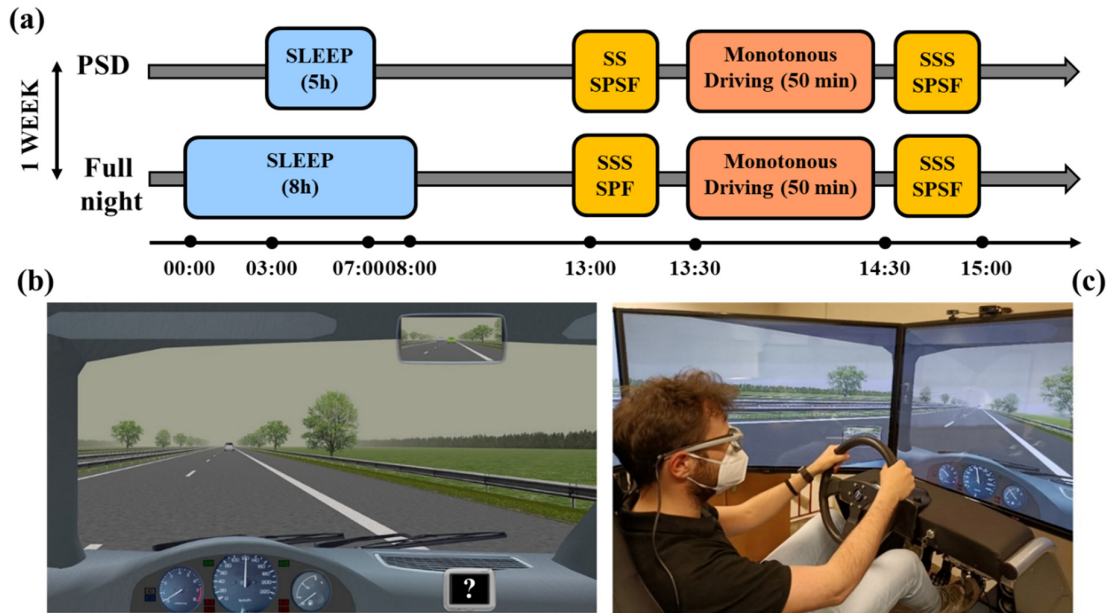 (a)
1 WEEK
PSD
SLEEP
(5h)
SS
SPSF
Monotonous
Driving (50 min)
SSS
SPSF
Full
night
SLEEP
(8h)
SSS
SPF
Monotonous
Driving (50 min)
SSS
SPSF
00:00 03:00 07:00 08:00 13:00 13:30 14:30 15:00
(b)
(c)
?